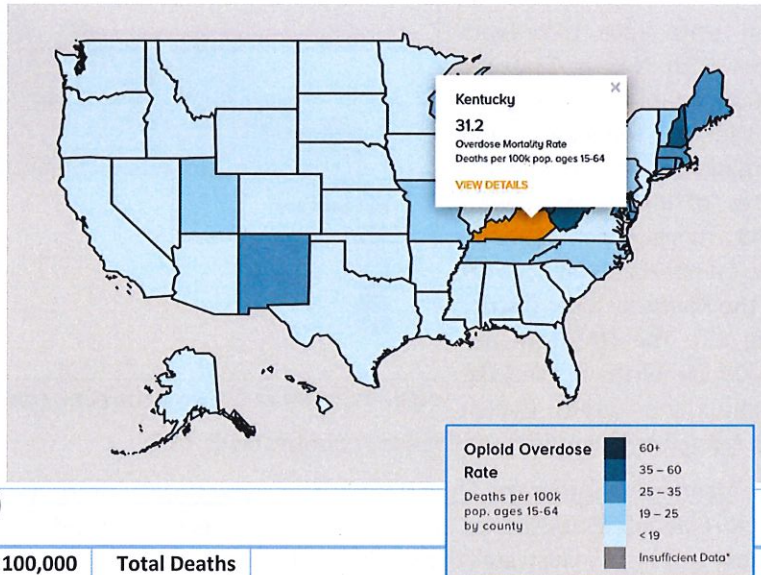 ×
Kentucky
31.2
Overdose Mortality Rate
Deaths per 100k pop. ages 15-64
VIEW DETAILS
Opioid Overdose
Rate
Deaths per 100k
pop. ages 15-64
by county
60+
35 – 60
25 – 35
19 – 25
<19
Insufficient Data*
)
100,000 Total Deaths